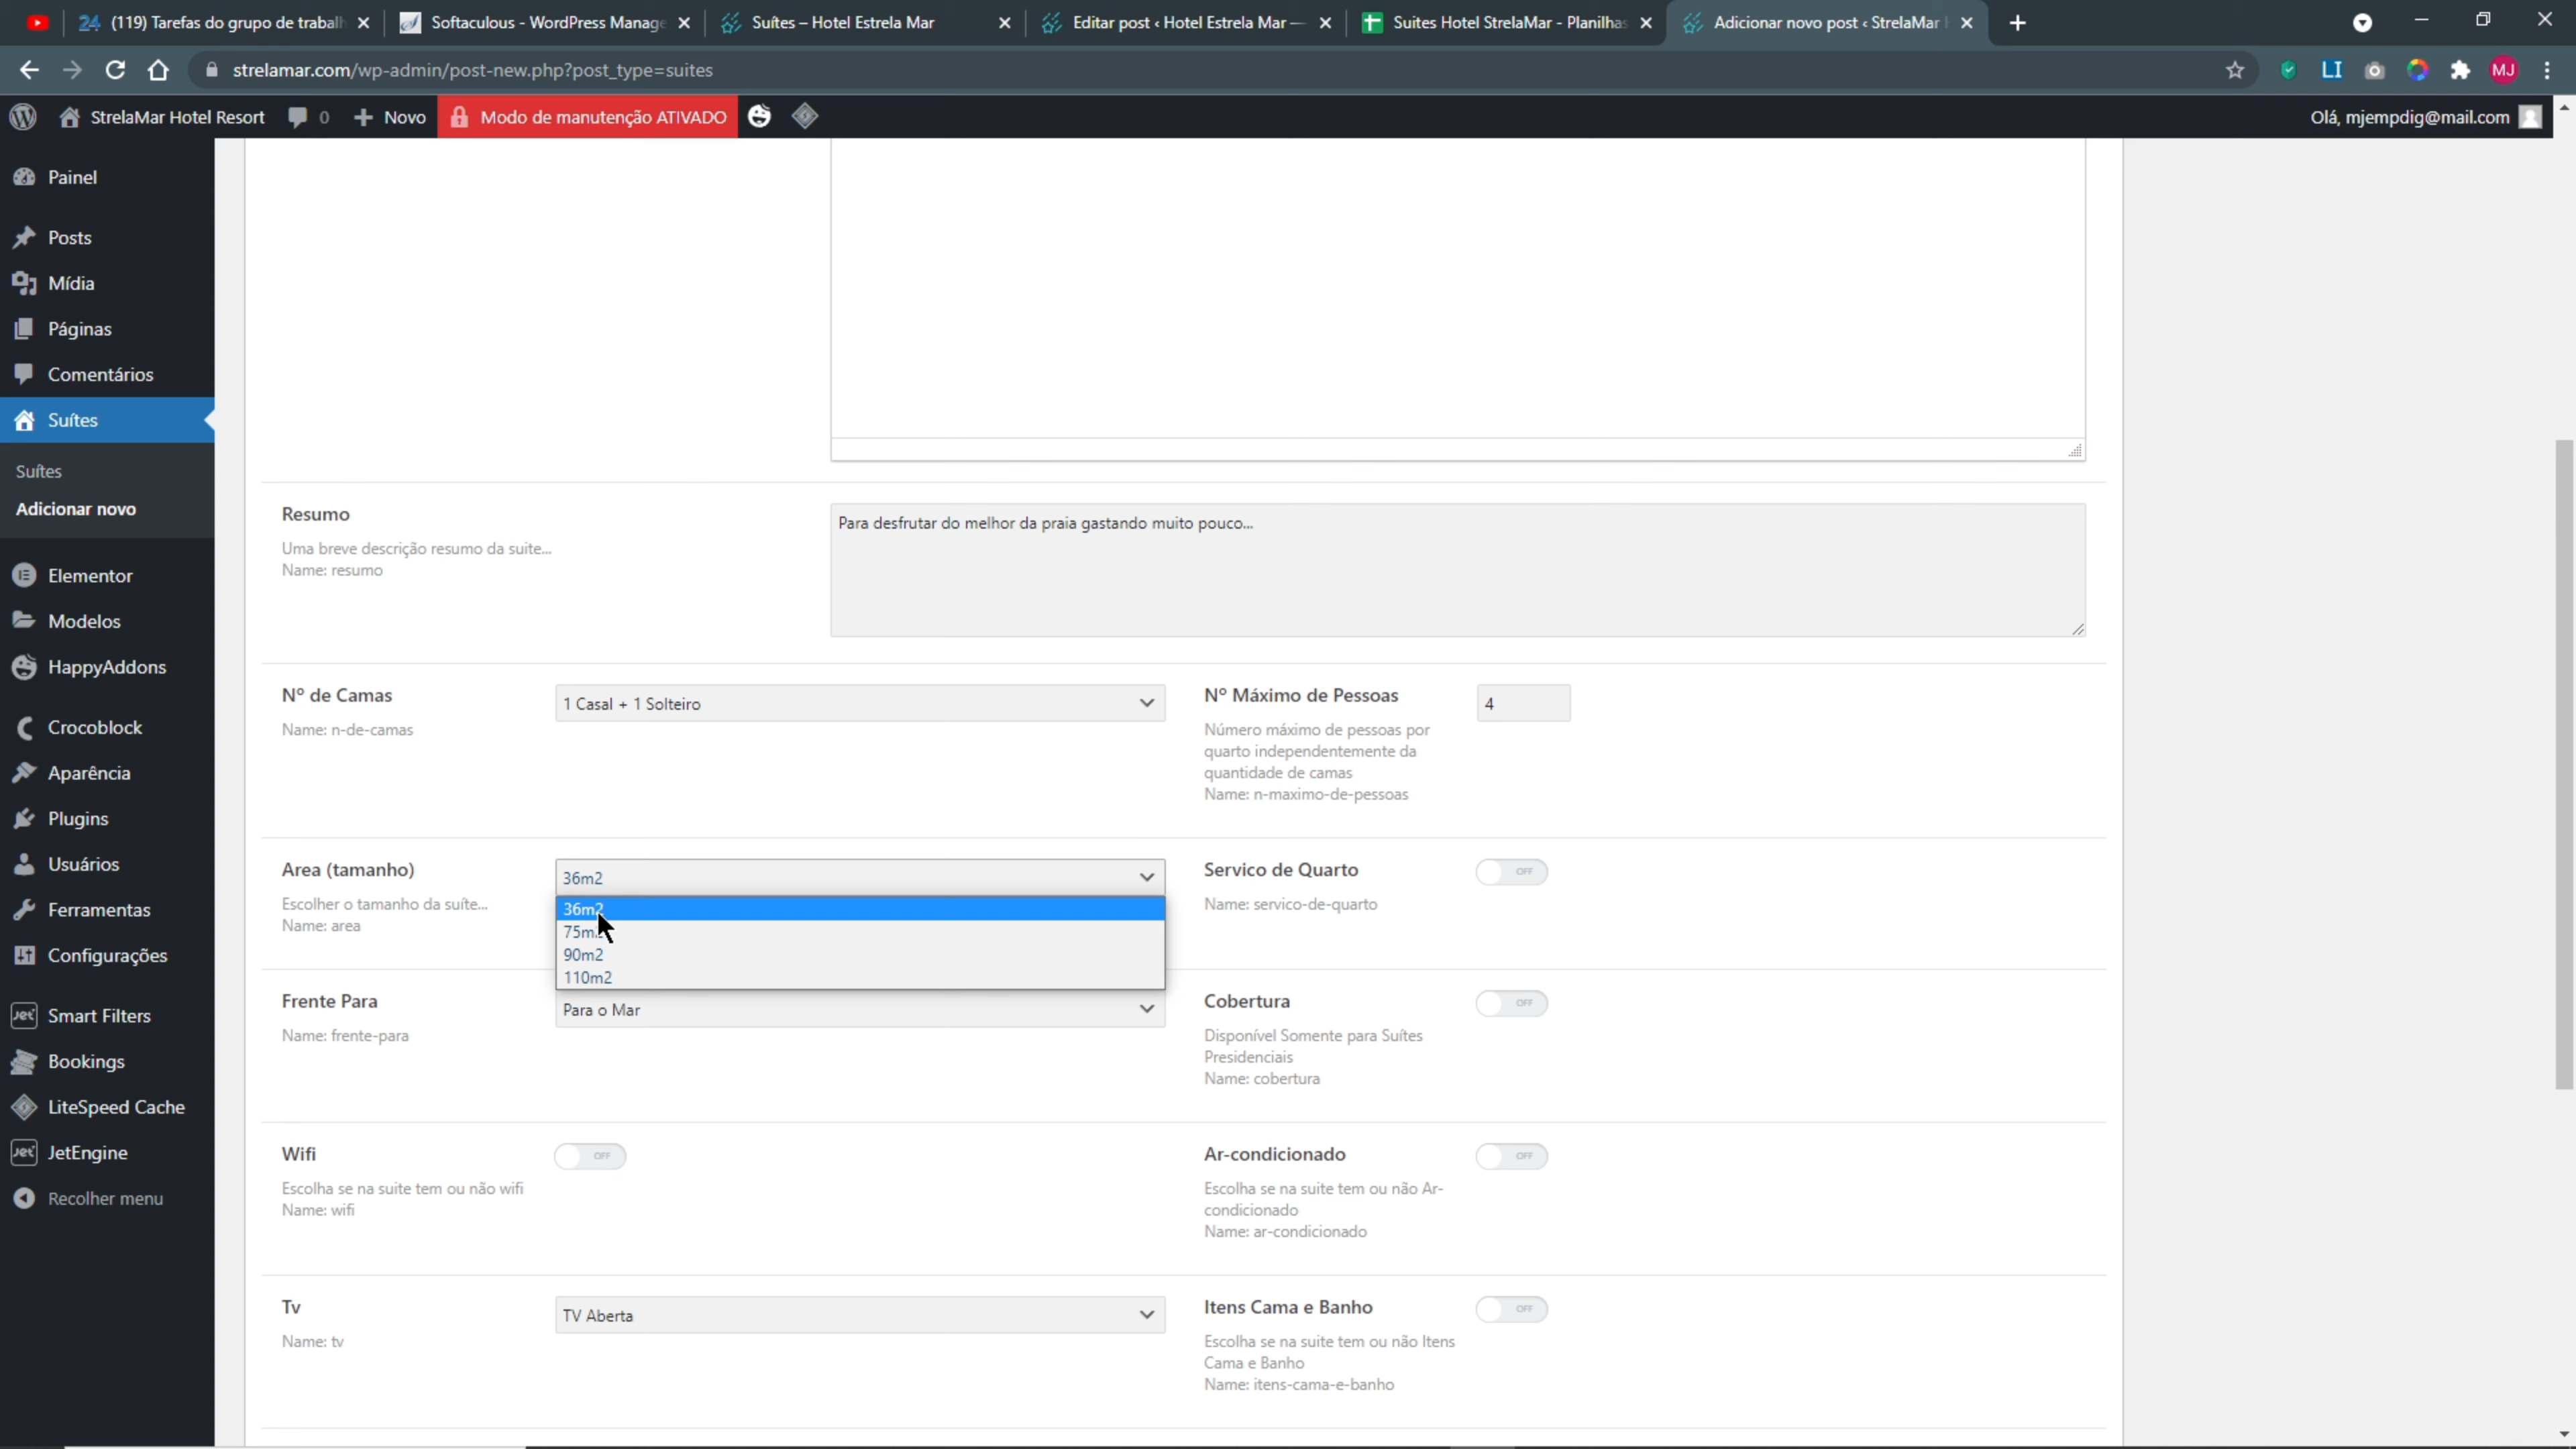 (119) Tarefas do grupo de trabalh
Softaculous - WordPress Manage
Suítes – Hotel Estrela Mar
Editar post ‹ Hotel Estrela Mar —
Suites Hotel StrelaMar - Planilhas
Adicionar novo post ‹ StrelaMar
strelamar.com/wp-admin/post-new.php?post_type=suites
LI
MJ
StrelaMar Hotel Resort
0
Novo
Modo de manutenção ATIVADO
Olá, mjempdig@mail.com
Painel
Posts
Mídia
Páginas
Comentários
Suítes
Suítes
Adicionar novo
Elementor
Modelos
HappyAddons
Crocoblock
Aparência
Plugins
Usuários
Ferramentas
Configurações
Smart Filters
Bookings
LiteSpeed Cache
JetEngine
Recolher menu
Resumo
Uma breve descrição resumo da suite...
Name: resumo
Para desfrutar do melhor da praia gastando muito pouco...
Nº de Camas
Name: n-de-camas
1 Casal + 1 Solteiro
Nº Máximo de Pessoas
Número máximo de pessoas por
quarto independentemente da
quantidade de camas
Name: n-maximo-de-pessoas
4
Area (tamanho)
Escolher o tamanho da suíte...
Name: area
36m2
36m2
75m2
90m2
110m2
Servico de Quarto
Name: servico-de-quarto
OFF
Frente Para
Name: frente-para
Para o Mar
Cobertura
Disponível Somente para Suítes
Presidenciais
Name: cobertura
OFF
Wifi
Escolha se na suite tem ou não wifi
Name: wifi
OFF
Ar-condicionado
Escolha se na suite tem ou não Ar-
condicionado
Name: ar-condicionado
OFF
Tv
Name: tv
TV Aberta
Itens Cama e Banho
Escolha se na suite tem ou não Itens
Cama e Banho
Name: itens-cama-e-banho
OFF